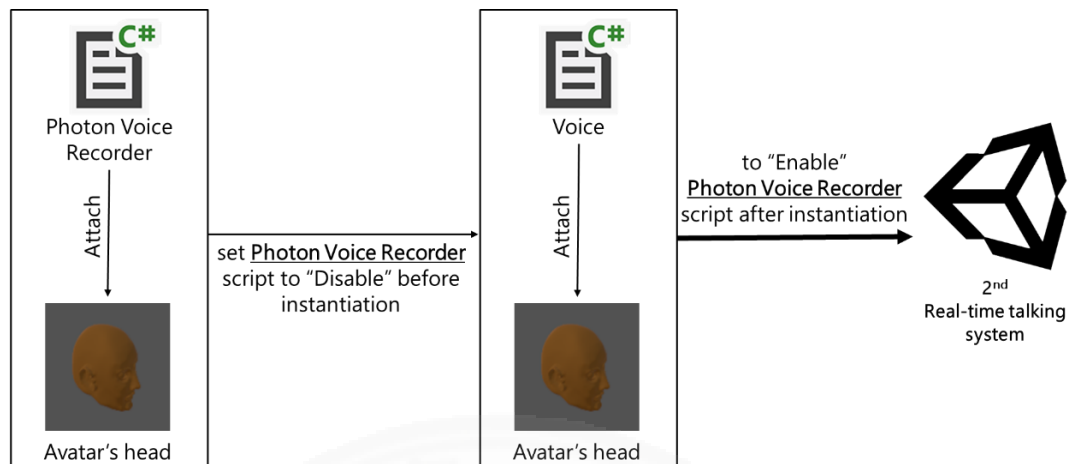 C#
Photon Voice
Recorder
Attach
Avatar's head
set Photon Voice Recorder
script to “Disable” before
instantiation
C#
Voice
Attach
Avatar's head
to “Enable”
Photon Voice Recorder
script after instantiation
2nd
Real-time talking
system